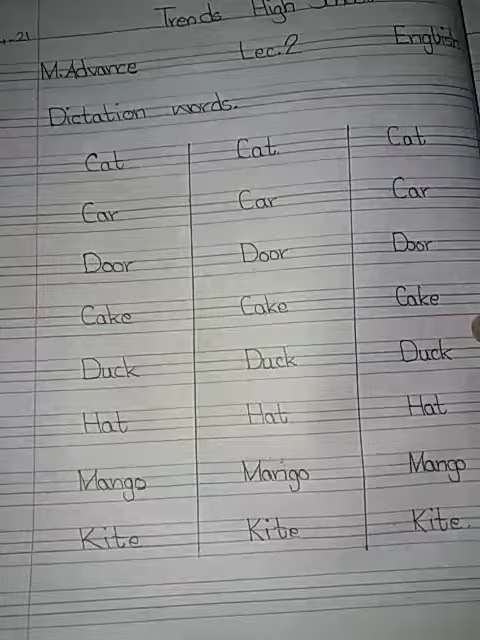 Trends High
21
M.Advance Lec.2 English
Dictation words.
Cat Cat Cat
Car Car Car
Door Door Door
Cake Cake Cake
Duck Duck Duck
Hat Hat Hat
Mango Mango Mango
Kite Kite Kite.